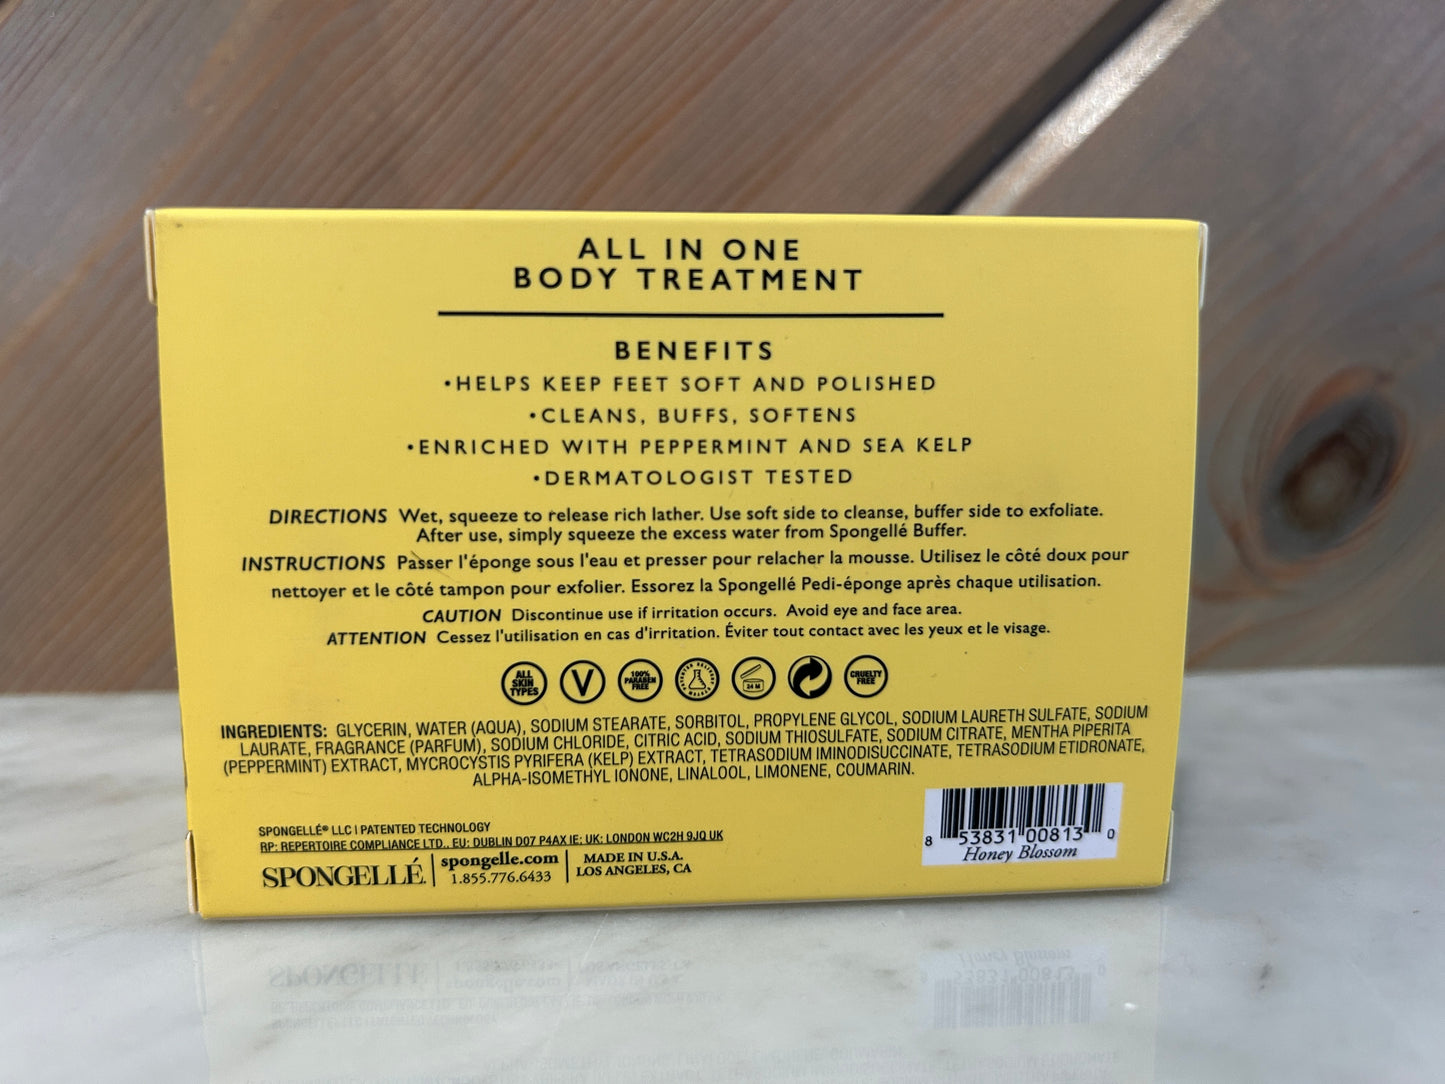 ALL IN ONE
BODY TREATMENT
BENEFITS
•HELPS KEEP FEET SOFT AND POLISHED
•CLEANS, BUFFS, SOFTENS
•ENRICHED WITH PEPPERMINT AND SEA KELP
•DERMATOLOGIST TESTED
DIRECTIONS Wet, squeeze to release rich lather. Use soft side to cleanse, buffer side to exfoliate.
After use, simply squeeze the excess water from Spongellé Buffer.
INSTRUCTIONS Passer l'éponge sous l'eau et presser pour relacher la mousse. Utilisez le côté doux pour
nettoyer et le côté tampon pour exfolier. Essorez la Spongellé Pedi-éponge après chaque utilisation.
CAUTION Discontinue use if irritation occurs. Avoid eye and face area.
ATTENTION Cessez l'utilisation en cas d'irritation. Éviter tout contact avec les yeux et le visage.
ALL
SKIN
TYPES
V
100%
PARABEN
FREE
PATENTED DELIVERY SYSTEM
24 M
CRUELTY
FREE
INGREDIENTS: GLYCERIN, WATER (AQUA), SODIUM STEARATE, SORBITOL, PROPYLENE GLYCOL, SODIUM LAURETH SULFATE, SODIUM
LAURATE, FRAGRANCE (PARFUM), SODIUM CHLORIDE, CITRIC ACID, SODIUM THIOSULFATE, SODIUM CITRATE, MENTHA PIPERITA
(PEPPERMINT) EXTRACT, MYCROCYSTIS PYRIFERA (KELP) EXTRACT, TETRASODIUM IMINODISUCCINATE, TETRASODIUM ETIDRONATE,
ALPHA-ISOMETHYL IONONE, LINALOOL, LIMONENE, COUMARIN.
SPONGELLÉ® LLC | PATENTED TECHNOLOGY
RP: REPERTOIRE COMPLIANCE LTD., EU: DUBLIN D07 P4AX IE; UK: LONDON WC2H 9JQ UK
SPONGELLÉ.
spongelle.com
1.855.776.6433
MADE IN U.S.A.
LOS ANGELES, CA
8 53831 00813 0
Honey Blossom